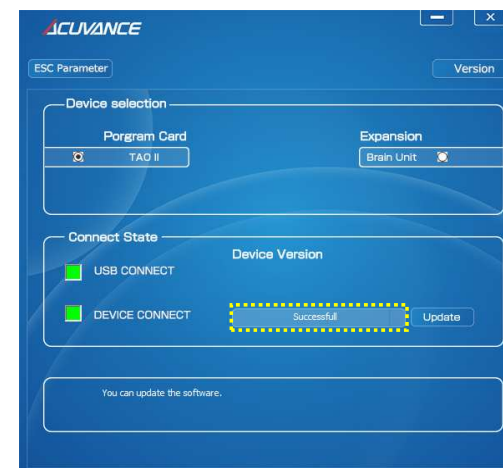 ACUVANCE
ESC Parameter
Version
Device selection
Porgram Card
Expansion
TAO II
Brain Unit
Connect State
Device Version
USB CONNECT
DEVICE CONNECT
Successfull
Update
You can update the software.